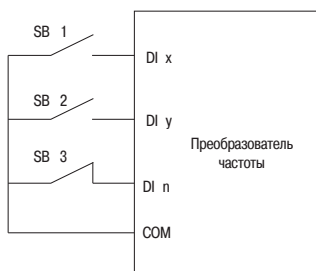 SB 1
DI x
SB 2
DI y
Преобразователь
частоты
SB 3
DI n
COM